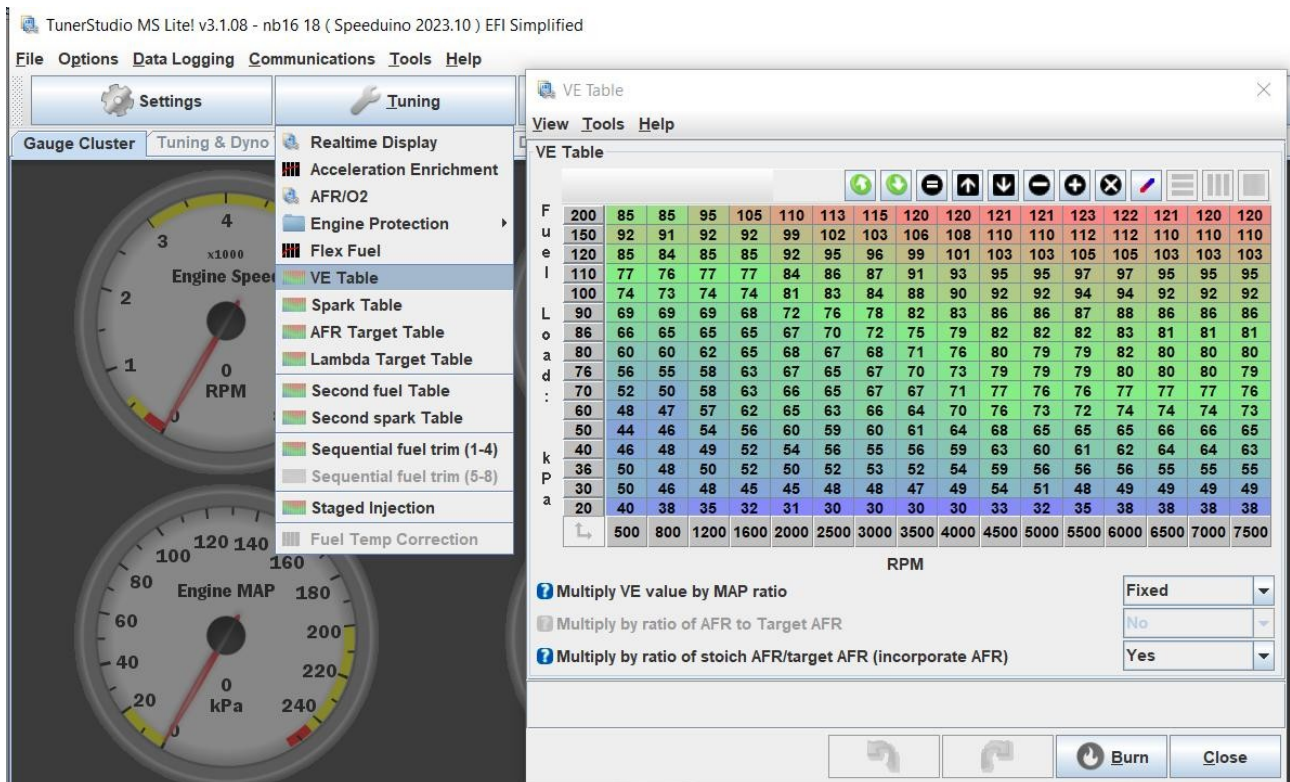 TunerStudio MS Lite! v3.1.08 - nb16 18 ( Speeduino 2023.10 ) EFI Simplified
File Options Data Logging Communications Tools Help
Settings
Tuning
Gauge Cluster
Tuning & Dyno
Realtime Display
Acceleration Enrichment
AFR/O2
Engine Protection
Flex Fuel
VE Table
Spark Table
AFR Target Table
Lambda Target Table
Second fuel Table
Second spark Table
Sequential fuel trim (1-4)
Sequential fuel trim (5-8)
Staged Injection
Fuel Temp Correction
4
3
x1000
Engine Speed
2
1
0
RPM
0
120 140
100
160
80
Engine MAP
180
60
200
40
220
0
20
kPa
240
0
VE Table
View Tools Help
VE Table
Fuel Load: kPa
200 85 85 95 105 110 113 115 120 120 121 121 123 122 121 120 120
150 92 91 92 92 99 102 103 106 108 110 110 112 112 110 110 110
120 85 84 85 85 92 95 96 99 101 103 103 105 105 103 103 103
110 77 76 77 77 84 86 87 91 93 95 95 97 97 95 95 95
100 74 73 74 74 81 83 84 88 90 92 92 94 94 92 92 92
90 69 69 69 68 72 76 78 82 83 86 86 87 88 86 86 86
86 66 65 65 65 67 70 72 75 79 82 82 82 83 81 81 81
80 60 60 62 65 68 67 68 71 76 80 79 79 82 80 80 80
76 56 55 58 63 67 65 67 70 73 79 79 79 80 80 80 79
70 52 50 58 63 66 65 67 67 71 77 76 76 77 77 77 76
60 48 47 57 62 65 63 66 64 70 76 73 72 74 74 74 73
50 44 46 54 56 60 59 60 61 64 68 65 65 65 66 66 65
40 46 48 49 52 54 56 55 56 59 63 60 61 62 64 64 63
36 50 48 50 52 50 52 53 52 54 59 56 56 56 55 55 55
30 50 46 48 45 45 48 48 47 49 54 51 48 49 49 49 49
20 40 38 35 32 31 30 30 30 30 33 32 35 38 38 38 38
500 800 1200 1600 2000 2500 3000 3500 4000 4500 5000 5500 6000 6500 7000 7500
RPM
Multiply VE value by MAP ratio
Fixed
Multiply by ratio of AFR to Target AFR
No
Multiply by ratio of stoich AFR/target AFR (incorporate AFR)
Yes
Burn
Close